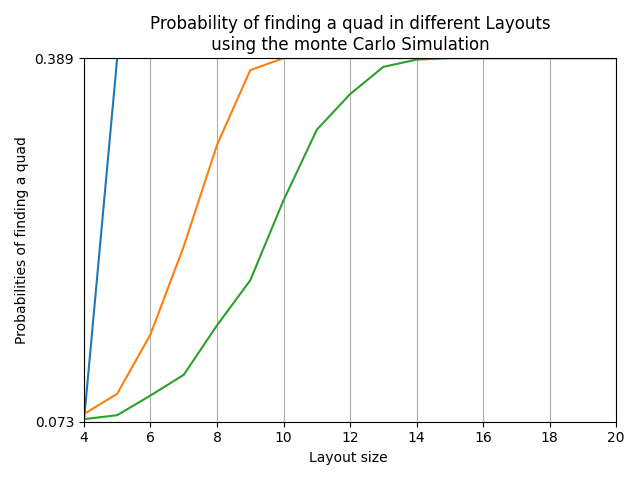 Probability of finding a quad in different Layouts
using the monte Carlo Simulation
0.389
Probabilities of finding a quad
0.073
4 6 8 10 12 14 16 18 20
Layout size